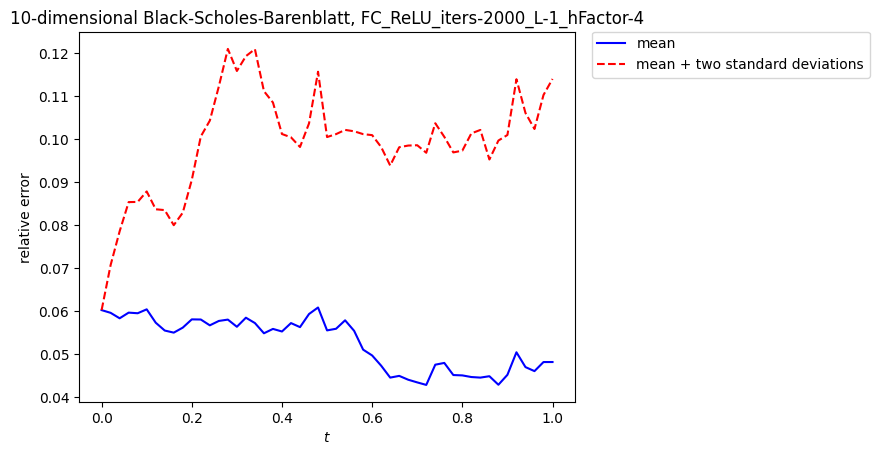 10-dimensional Black-Scholes-Barenblatt, FC_ReLU_iters-2000_L-1_hFactor-4
mean
mean + two standard deviations
relative error
0.12
0.11
0.10
0.09
0.08
0.07
0.06
0.05
0.04
0.0 0.2 0.4 0.6 0.8 1.0
t